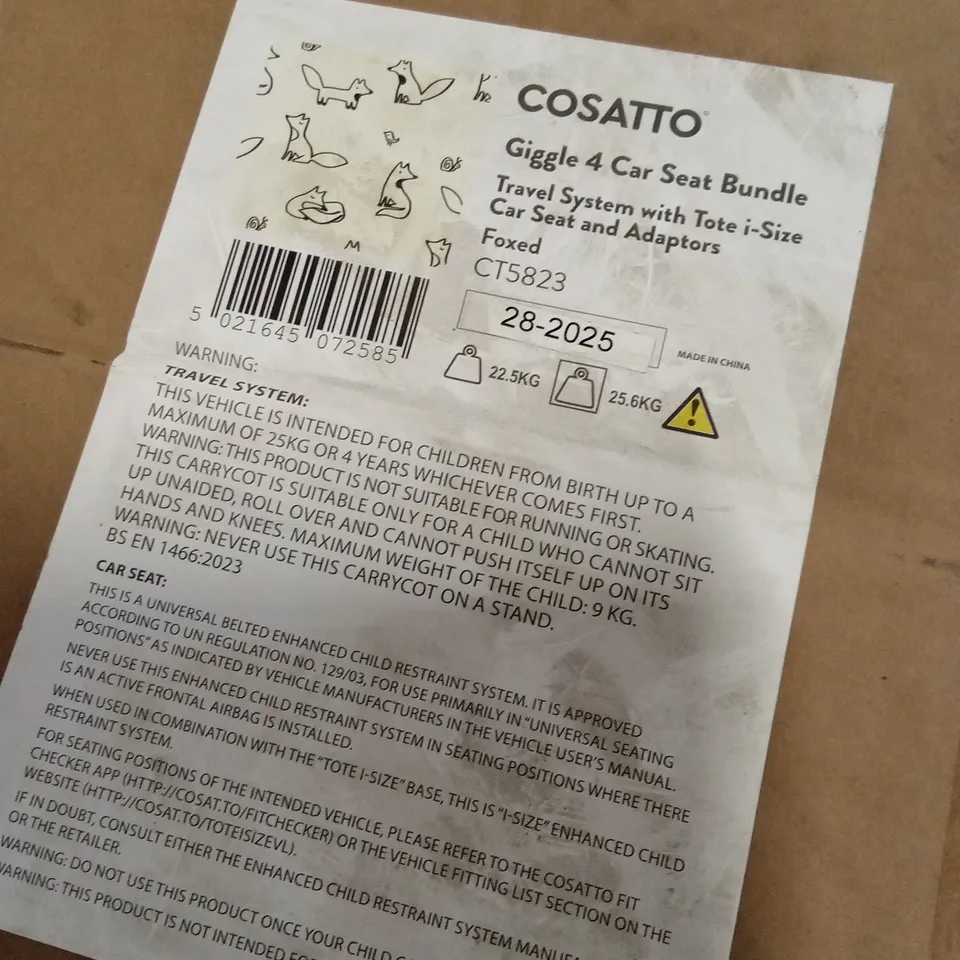 COSATTO
Giggle 4 Car Seat Bundle
Travel System with Tote i-Size
Car Seat and Adaptors
Foxed
CT5823
28-2025
MADE IN CHINA
22.5KG
25.6KG
5 021645 072585
WARNING:
TRAVEL SYSTEM:
THIS VEHICLE IS INTENDED FOR CHILDREN FROM BIRTH UP TO A
MAXIMUM OF 25KG OR 4 YEARS WHICHEVER COMES FIRST.
WARNING: THIS PRODUCT IS NOT SUITABLE FOR RUNNING OR SKATING.
THIS CARRYCOT IS SUITABLE ONLY FOR A CHILD WHO CANNOT SIT
UP UNAIDED, ROLL OVER AND CANNOT PUSH ITSELF UP ON ITS
HANDS AND KNEES. MAXIMUM WEIGHT OF THE CHILD: 9 KG.
WARNING: NEVER USE THIS CARRYCOT ON A STAND.
BS EN 1466:2023
CAR SEAT:
THIS IS A UNIVERSAL BELTED ENHANCED CHILD RESTRAINT SYSTEM. IT IS APPROVED
ACCORDING TO UN REGULATION NO. 129/03, FOR USE PRIMARILY IN "UNIVERSAL SEATING
POSITIONS" AS INDICATED BY VEHICLE MANUFACTURERS IN THE VEHICLE USER'S MANUAL.
NEVER USE THIS ENHANCED CHILD RESTRAINT SYSTEM IN SEATING POSITIONS WHERE THERE
IS AN ACTIVE FRONTAL AIRBAG IS INSTALLED.
WHEN USED IN COMBINATION WITH THE "TOTE I-SIZE" BASE, THIS IS "I-SIZE" ENHANCED CHILD
RESTRAINT SYSTEM.
FOR SEATING POSITIONS OF THE INTENDED VEHICLE, PLEASE REFER TO THE COSATTO FIT
CHECKER APP (HTTP://COSAT.TO/FITCHECKER) OR THE VEHICLE FITTING LIST SECTION ON THE
WEBSITE (HTTP://COSAT.TO/TOTEISIZEVL).
IF IN DOUBT, CONSULT EITHER THE ENHANCED CHILD RESTRAINT SYSTEM MANUFA
OR THE RETAILER.
WARNING: DO NOT USE THIS PRODUCT ONCE YOUR CHILD
WARNING: THIS PRODUCT IS NOT INTENDED FO